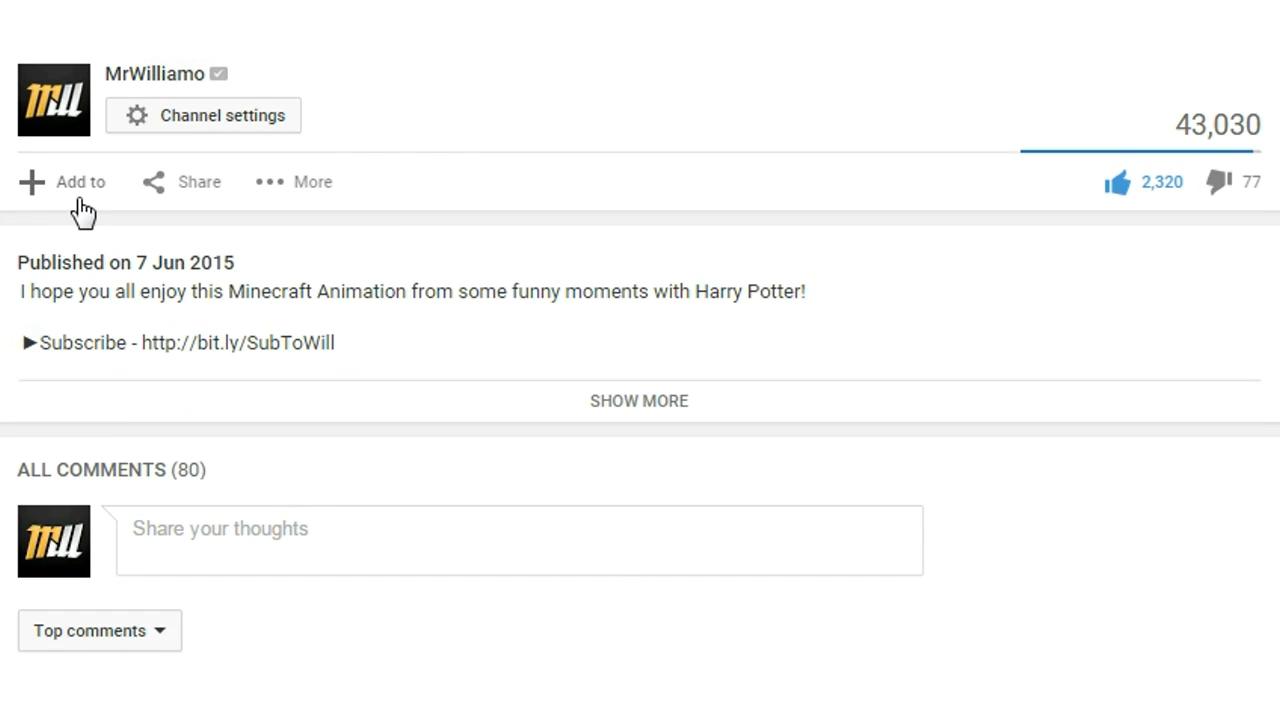 Mill
MrWilliamo
Channel settings
43,030
Add to Share More 2,320 77
Published on 7 Jun 2015
I hope you all enjoy this Minecraft Animation from some funny moments with Harry Potter!
►Subscribe - http://bit.ly/SubToWill
SHOW MORE
ALL COMMENTS (80)
Mill
Share your thoughts
Top comments